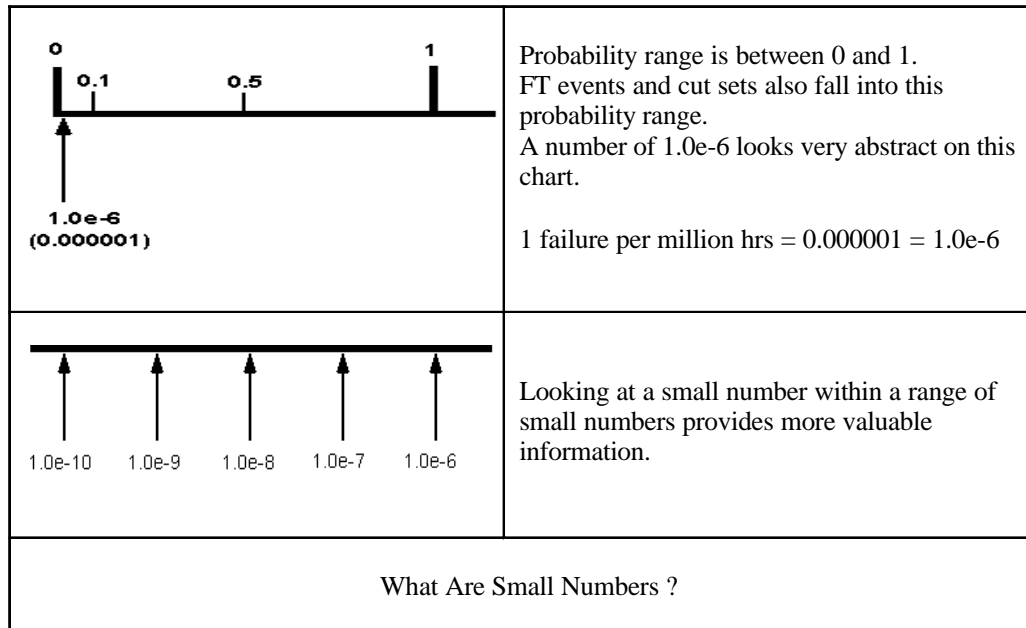 0 1
0.1 0.5
1.0e-6
(0.000001)
Probability range is between 0 and 1.
FT events and cut sets also fall into this
probability range.
A number of 1.0e-6 looks very abstract on this
chart.
1 failure per million hrs = 0.000001 = 1.0e-6
1.0e-10 1.0e-9 1.0e-8 1.0e-7 1.0e-6
Looking at a small number within a range of
small numbers provides more valuable
information.
What Are Small Numbers ?